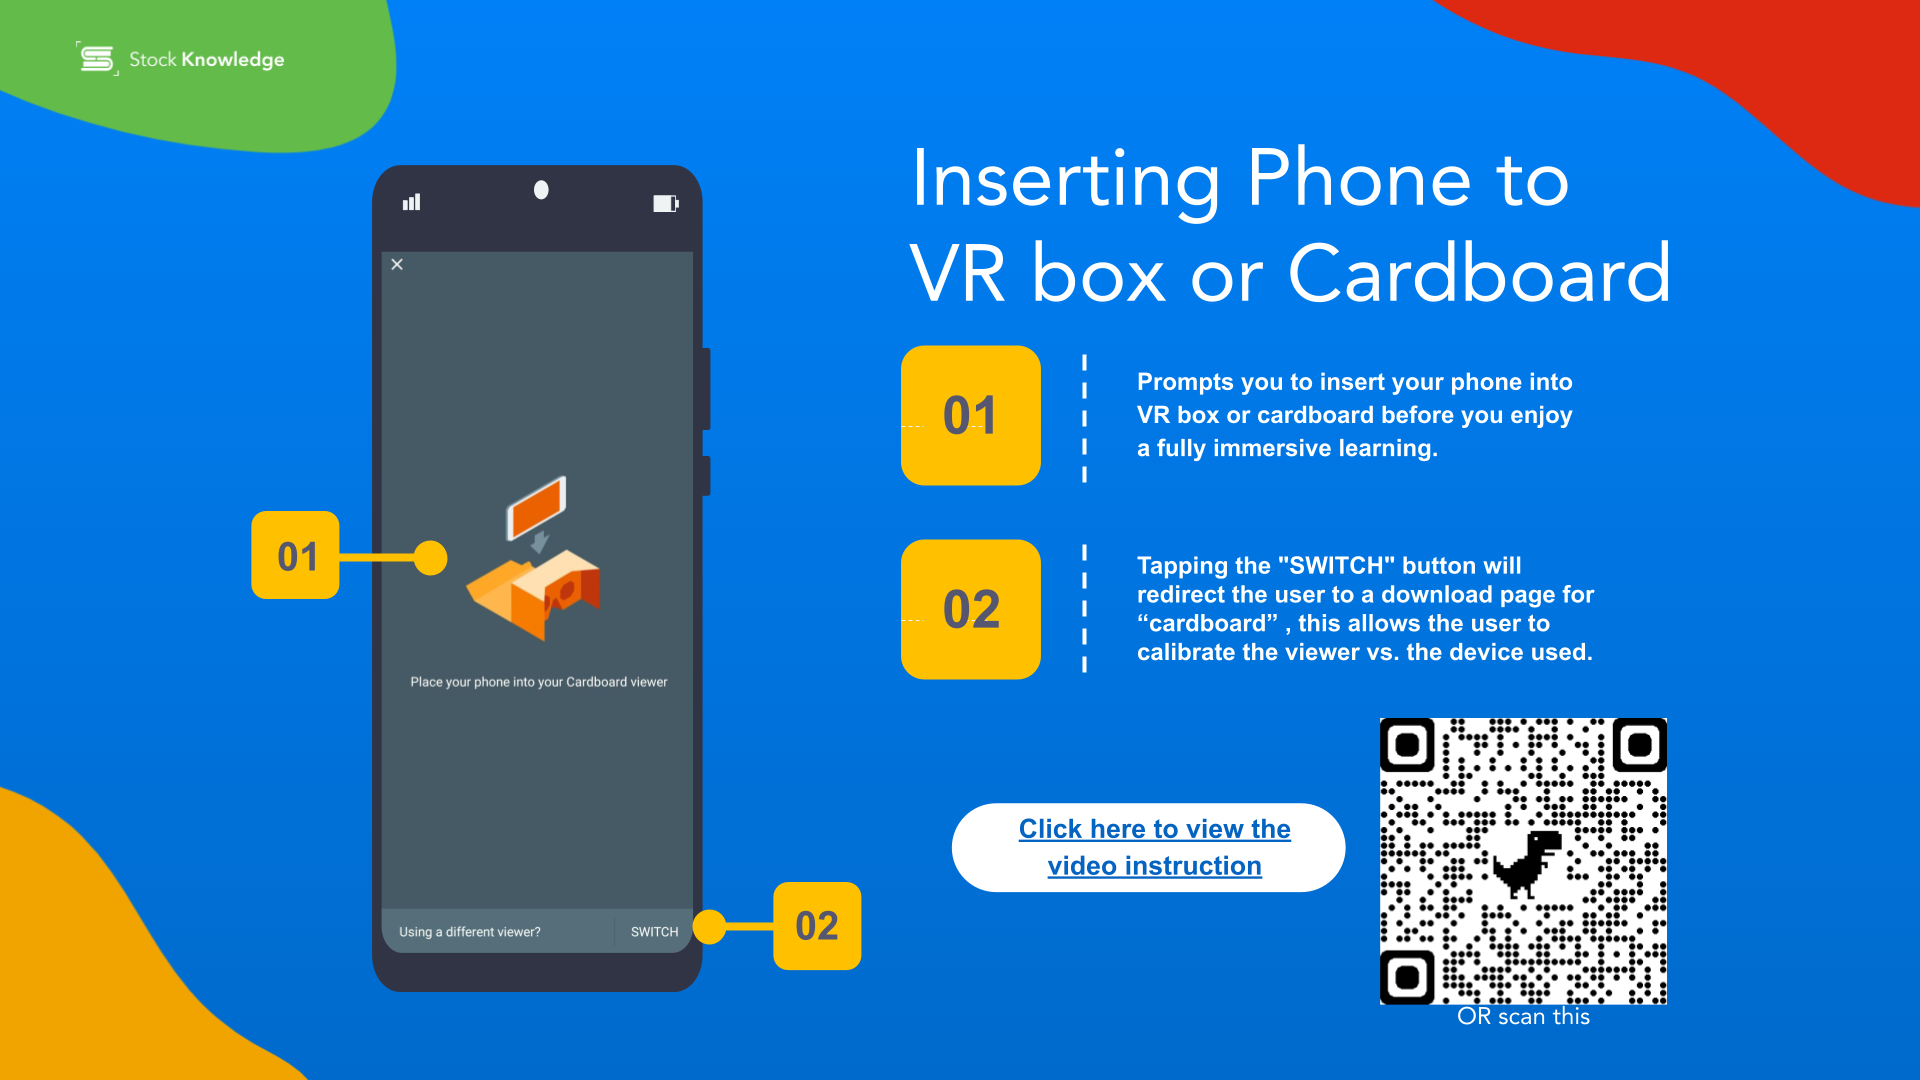 Stock Knowledge
Inserting Phone to
VR box or Cardboard
01
Prompts you to insert your phone into
VR box or cardboard before you enjoy
a fully immersive learning.
02
Tapping the "SWITCH" button will
redirect the user to a download page for
“cardboard” , this allows the user to
calibrate the viewer vs. the device used.
01
Place your phone into your Cardboard viewer
Using a different viewer?
SWITCH
02
Click here to view the
video instruction
OR scan this